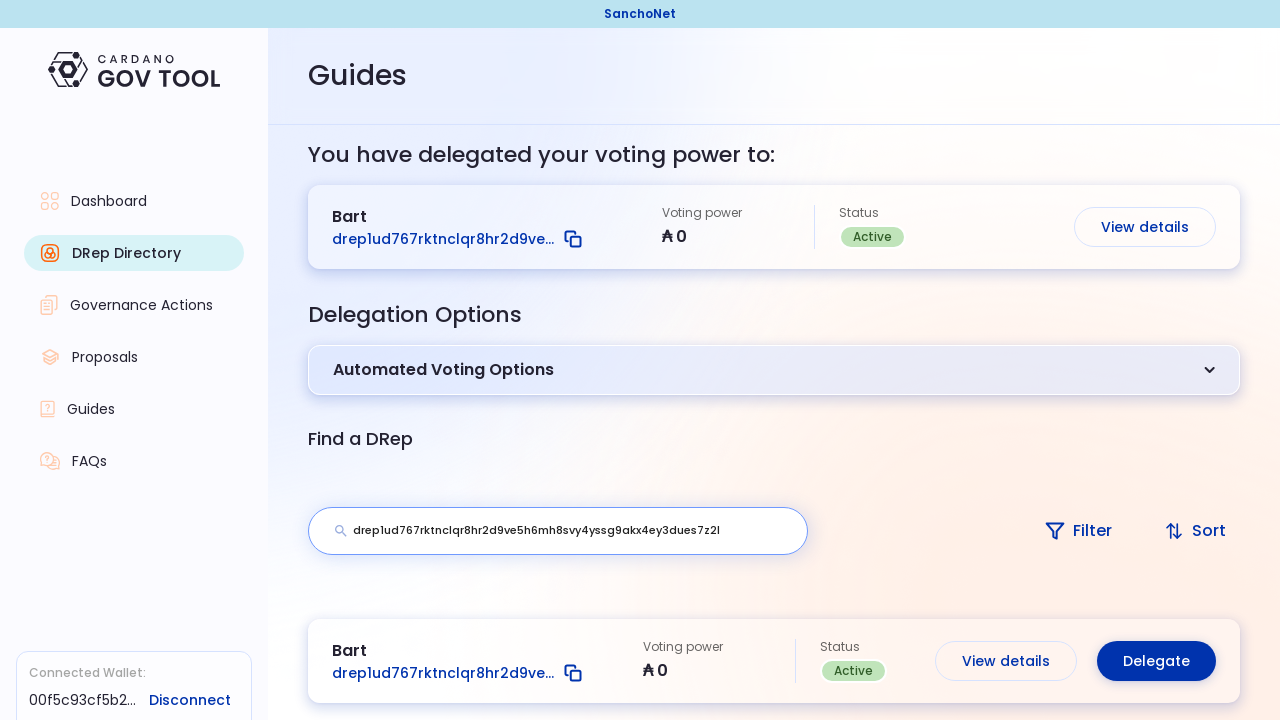 SanchoNet
CARDANO
GOV TOOL
Guides
You have delegated your voting power to:
Bart
drep1ud767rktnclqr8hr2d9ve...
Voting power
₳ 0
Status
Active
View details
Dashboard
DRep Directory
Governance Actions
Proposals
Guides
FAQs
Delegation Options
Automated Voting Options
Find a DRep
drep1ud767rktnclqr8hr2d9ve5h6mh8svy4yssg9akx4ey3dues7z2l
Filter
Sort
Bart
drep1ud767rktnclqr8hr2d9ve...
Voting power
₳ 0
Status
Active
View details
Delegate
Connected Wallet:
00f5c93cf5b2...
Disconnect